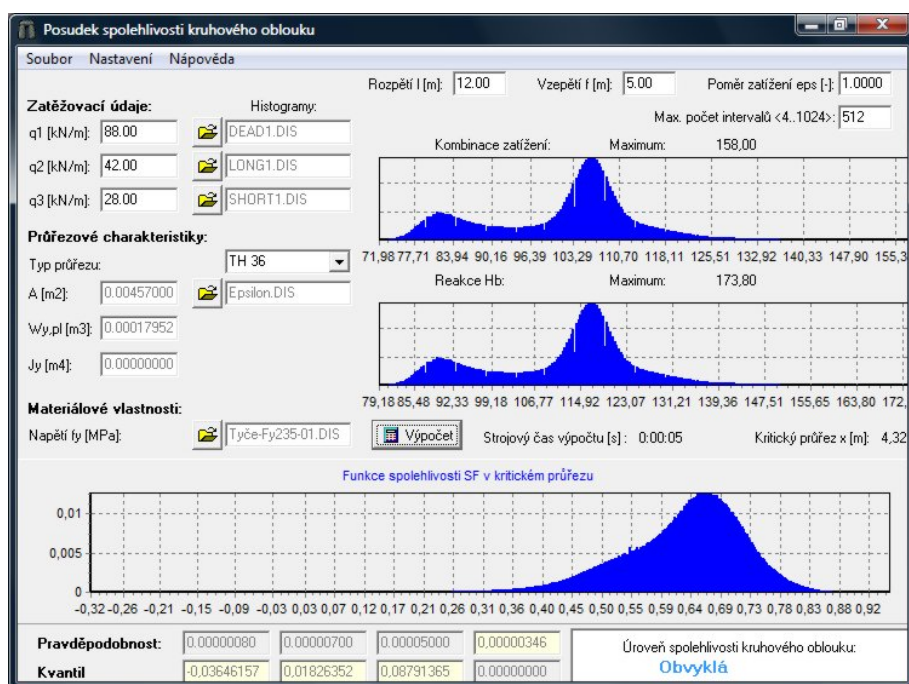 Posudek spolehlivosti kruhového oblouku
Soubor Nastavení Nápověda
Rozpětí l [m]: 12.00 Vzepětí f [m]: 5.00 Poměr zatížení eps [-]: 1.0000
Zatěžovací údaje: Histogramy: Max. počet intervalů <4..1024>: 512
q1 [kN/m]: 88.00 DEAD1.DIS
Kombinace zatížení: Maximum: 158,00
q2 [kN/m]: 42.00 LONG1.DIS
q3 [kN/m]: 28.00 SHORT1.DIS
Průřezové charakteristiky:
71,98 77,71 83,94 90,16 96,39 103,29 110,70 118,11 125,51 132,92 140,33 147,90 155,3
Typ průřezu: TH 36
Reakce Hb: Maximum: 173,80
A [m2]: 0.00457000 Epsilon.DIS
Wy,pl [m3]: 0.00017952
Jy [m4]: 0.00000000
79,18 85,48 92,33 99,18 106,77 114,92 123,07 131,21 139,36 147,51 155,65 163,80 172,
Materiálové vlastnosti:
Napětí fy [MPa]: Tyče-Fy235-01.DIS Výpočet Strojový čas výpočtu [s] : 0:00:05 Kritický průřez x [m]: 4,32
Funkce spolehlivosti SF v kritickém průřezu
0,01
0,005
0
-0,32 -0,26 -0,21 -0,15 -0,09 -0,03 0,03 0,07 0,12 0,17 0,21 0,26 0,31 0,36 0,40 0,45 0,50 0,55 0,59 0,64 0,69 0,73 0,78 0,83 0,88 0,92
Pravděpodobnost: 0.00000080 0.00000700 0.00005000 0,00000346
Úroveň spolehlivosti kruhového oblouku:
Kvantil -0,03646157 0,01826352 0,08791365 0.00000000
Obvyklá